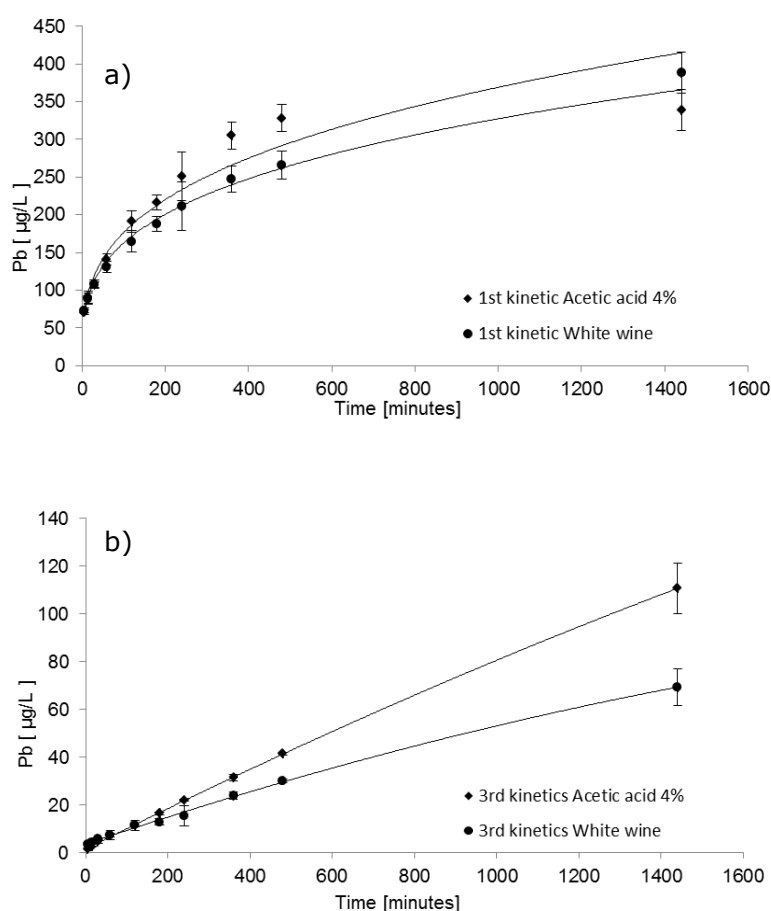 a)
450
400
350
300
250
200
150
100
50
0
Pb [ µg/L ]
1st kinetic Acetic acid 4%
1st kinetic White wine
0 200 400 600 800 1000 1200 1400 1600
Time [minutes]
b)
140
120
100
80
60
40
20
0
Pb [ µg/L ]
3rd kinetics Acetic acid 4%
3rd kinetics White wine
0 200 400 600 800 1000 1200 1400 1600
Time [minutes]